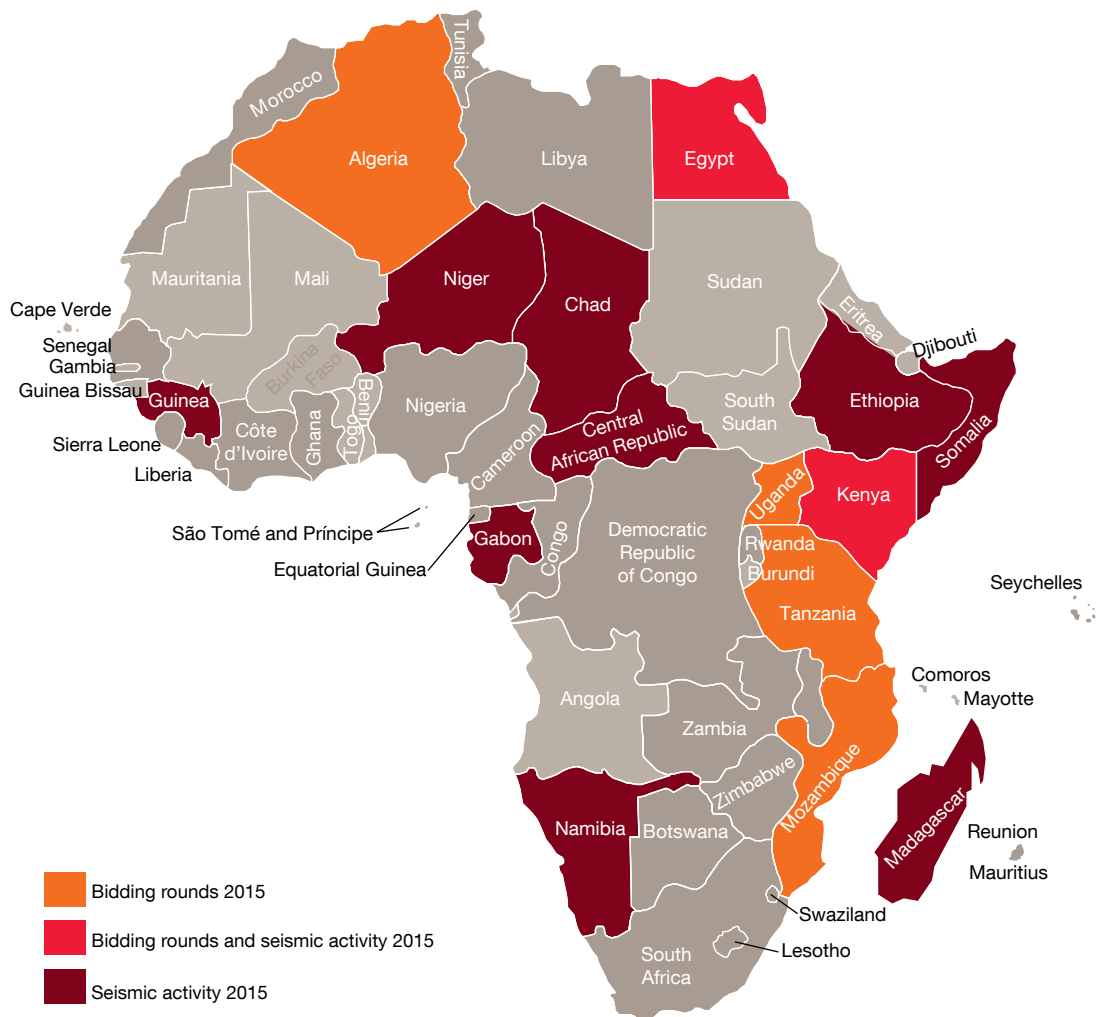 Tunisia
Morocco
Algeria
Libya
Egypt
Mauritania
Mali
Niger
Chad
Sudan
Eritrea
Cape Verde
Senegal
Gambia
Guinea Bissau
Guinea
Burkina
Faso
Benin
Togo
Ghana
Côte
d'Ivoire
Sierra Leone
Liberia
Nigeria
Cameroon
Central
African Republic
South
Sudan
Djibouti
Ethiopia
Somalia
São Tomé and Príncipe
Equatorial Guinea
Gabon
Congo
Democratic
Republic
of Congo
Uganda
Kenya
Rwanda
Burundi
Tanzania
Seychelles
Comoros
Mayotte
Angola
Zambia
Zimbabwe
Mozambique
Madagascar
Reunion
Mauritius
Namibia
Botswana
Swaziland
Lesotho
South
Africa
Bidding rounds 2015
Bidding rounds and seismic activity 2015
Seismic activity 2015